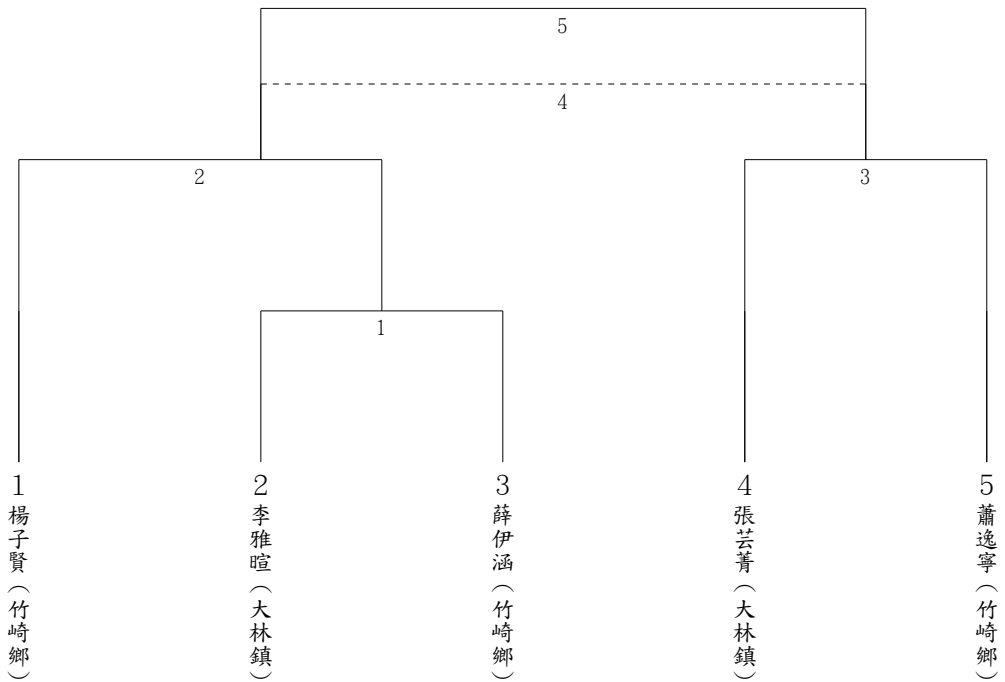 5
4
2
3
1
1 楊子賢（竹崎鄉）
2 李雅暄（大林鎮）
3 薛伊涵（竹崎鄉）
4 張芸菁（大林鎮）
5 蕭逸寧（竹崎鄉）